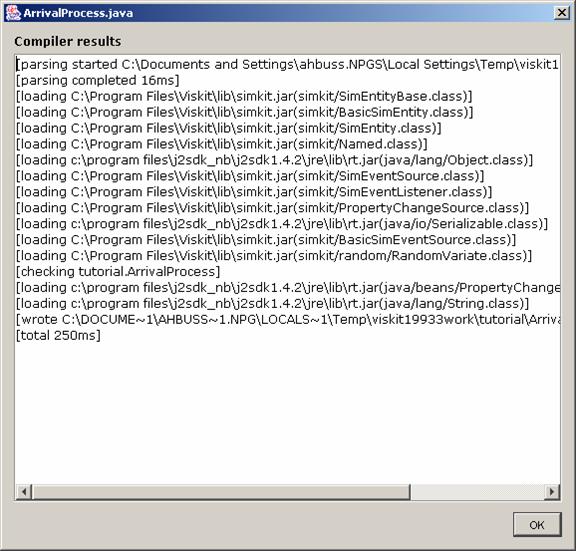 ArrivalProcess.java
Compiler results
[parsing started C:\Documents and Settings\ahbuss.NPGS\Local Settings\Temp\viskit1
[parsing completed 16ms]
[loading C:\Program Files\Viskit\lib\simkit.jar(simkit/SimEntityBase.class)]
[loading C:\Program Files\Viskit\lib\simkit.jar(simkit/BasicSimEntity.class)]
[loading C:\Program Files\Viskit\lib\simkit.jar(simkit/SimEntity.class)]
[loading C:\Program Files\Viskit\lib\simkit.jar(simkit/Named.class)]
[loading c:\program files\j2sdk_nb\j2sdk1.4.2\jre\lib\rt.jar(java/lang/Object.class)]
[loading C:\Program Files\Viskit\lib\simkit.jar(simkit/SimEventSource.class)]
[loading C:\Program Files\Viskit\lib\simkit.jar(simkit/SimEventListener.class)]
[loading C:\Program Files\Viskit\lib\simkit.jar(simkit/PropertyChangeSource.class)]
[loading c:\program files\j2sdk_nb\j2sdk1.4.2\jre\lib\rt.jar(java/io/Serializable.class)]
[loading C:\Program Files\Viskit\lib\simkit.jar(simkit/BasicSimEventSource.class)]
[loading C:\Program Files\Viskit\lib\simkit.jar(simkit/random/RandomVariate.class)]
[checking tutorial.ArrivalProcess]
[loading c:\program files\j2sdk_nb\j2sdk1.4.2\jre\lib\rt.jar(java/beans/PropertyChange
[loading c:\program files\j2sdk_nb\j2sdk1.4.2\jre\lib\rt.jar(java/lang/String.class)]
[wrote C:\DOCUME~1\AHBUSS~1.NPG\LOCALS~1\Temp\viskit19933work\tutorial\Arriva
[total 250ms]
OK